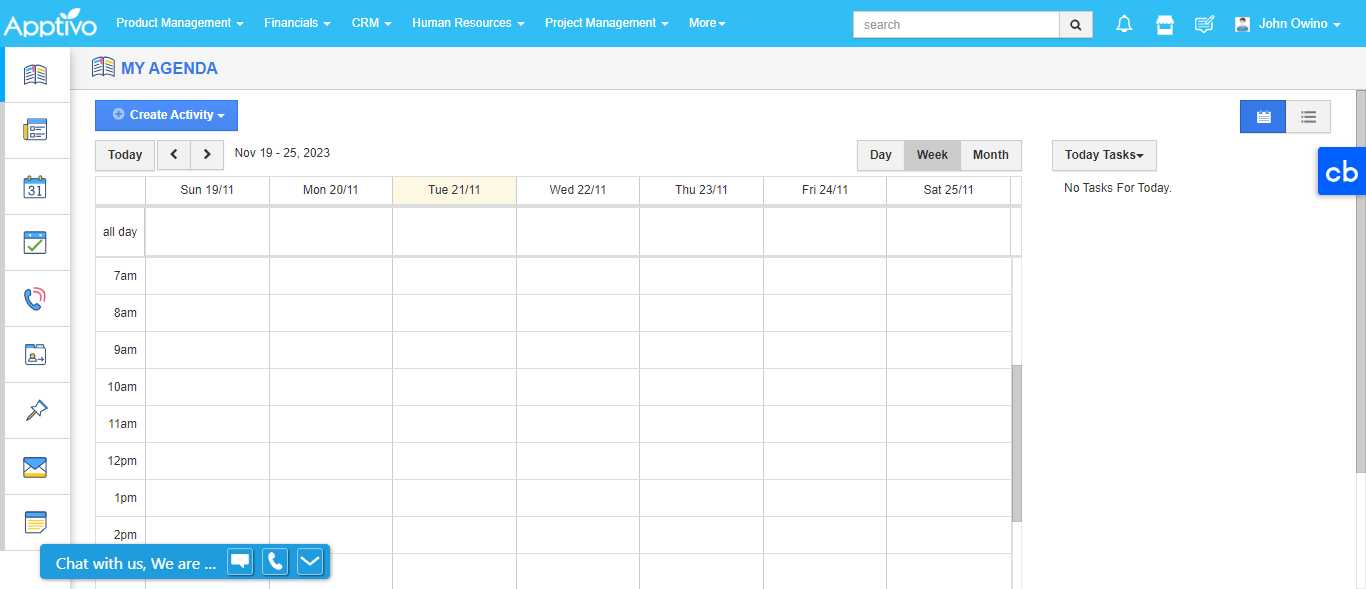 Apptivo Product Management Financials CRM Human Resources Project Management More search John Owino
MY AGENDA
Create Activity
Today Nov 19 - 25, 2023 Day Week Month Today Tasks
Sun 19/11 Mon 20/11 Tue 21/11 Wed 22/11 Thu 23/11 Fri 24/11 Sat 25/11
No Tasks For Today.
cb
31
all day
7am
8am
9am
10am
11am
12pm
1pm
2pm
Chat with us, We are ...